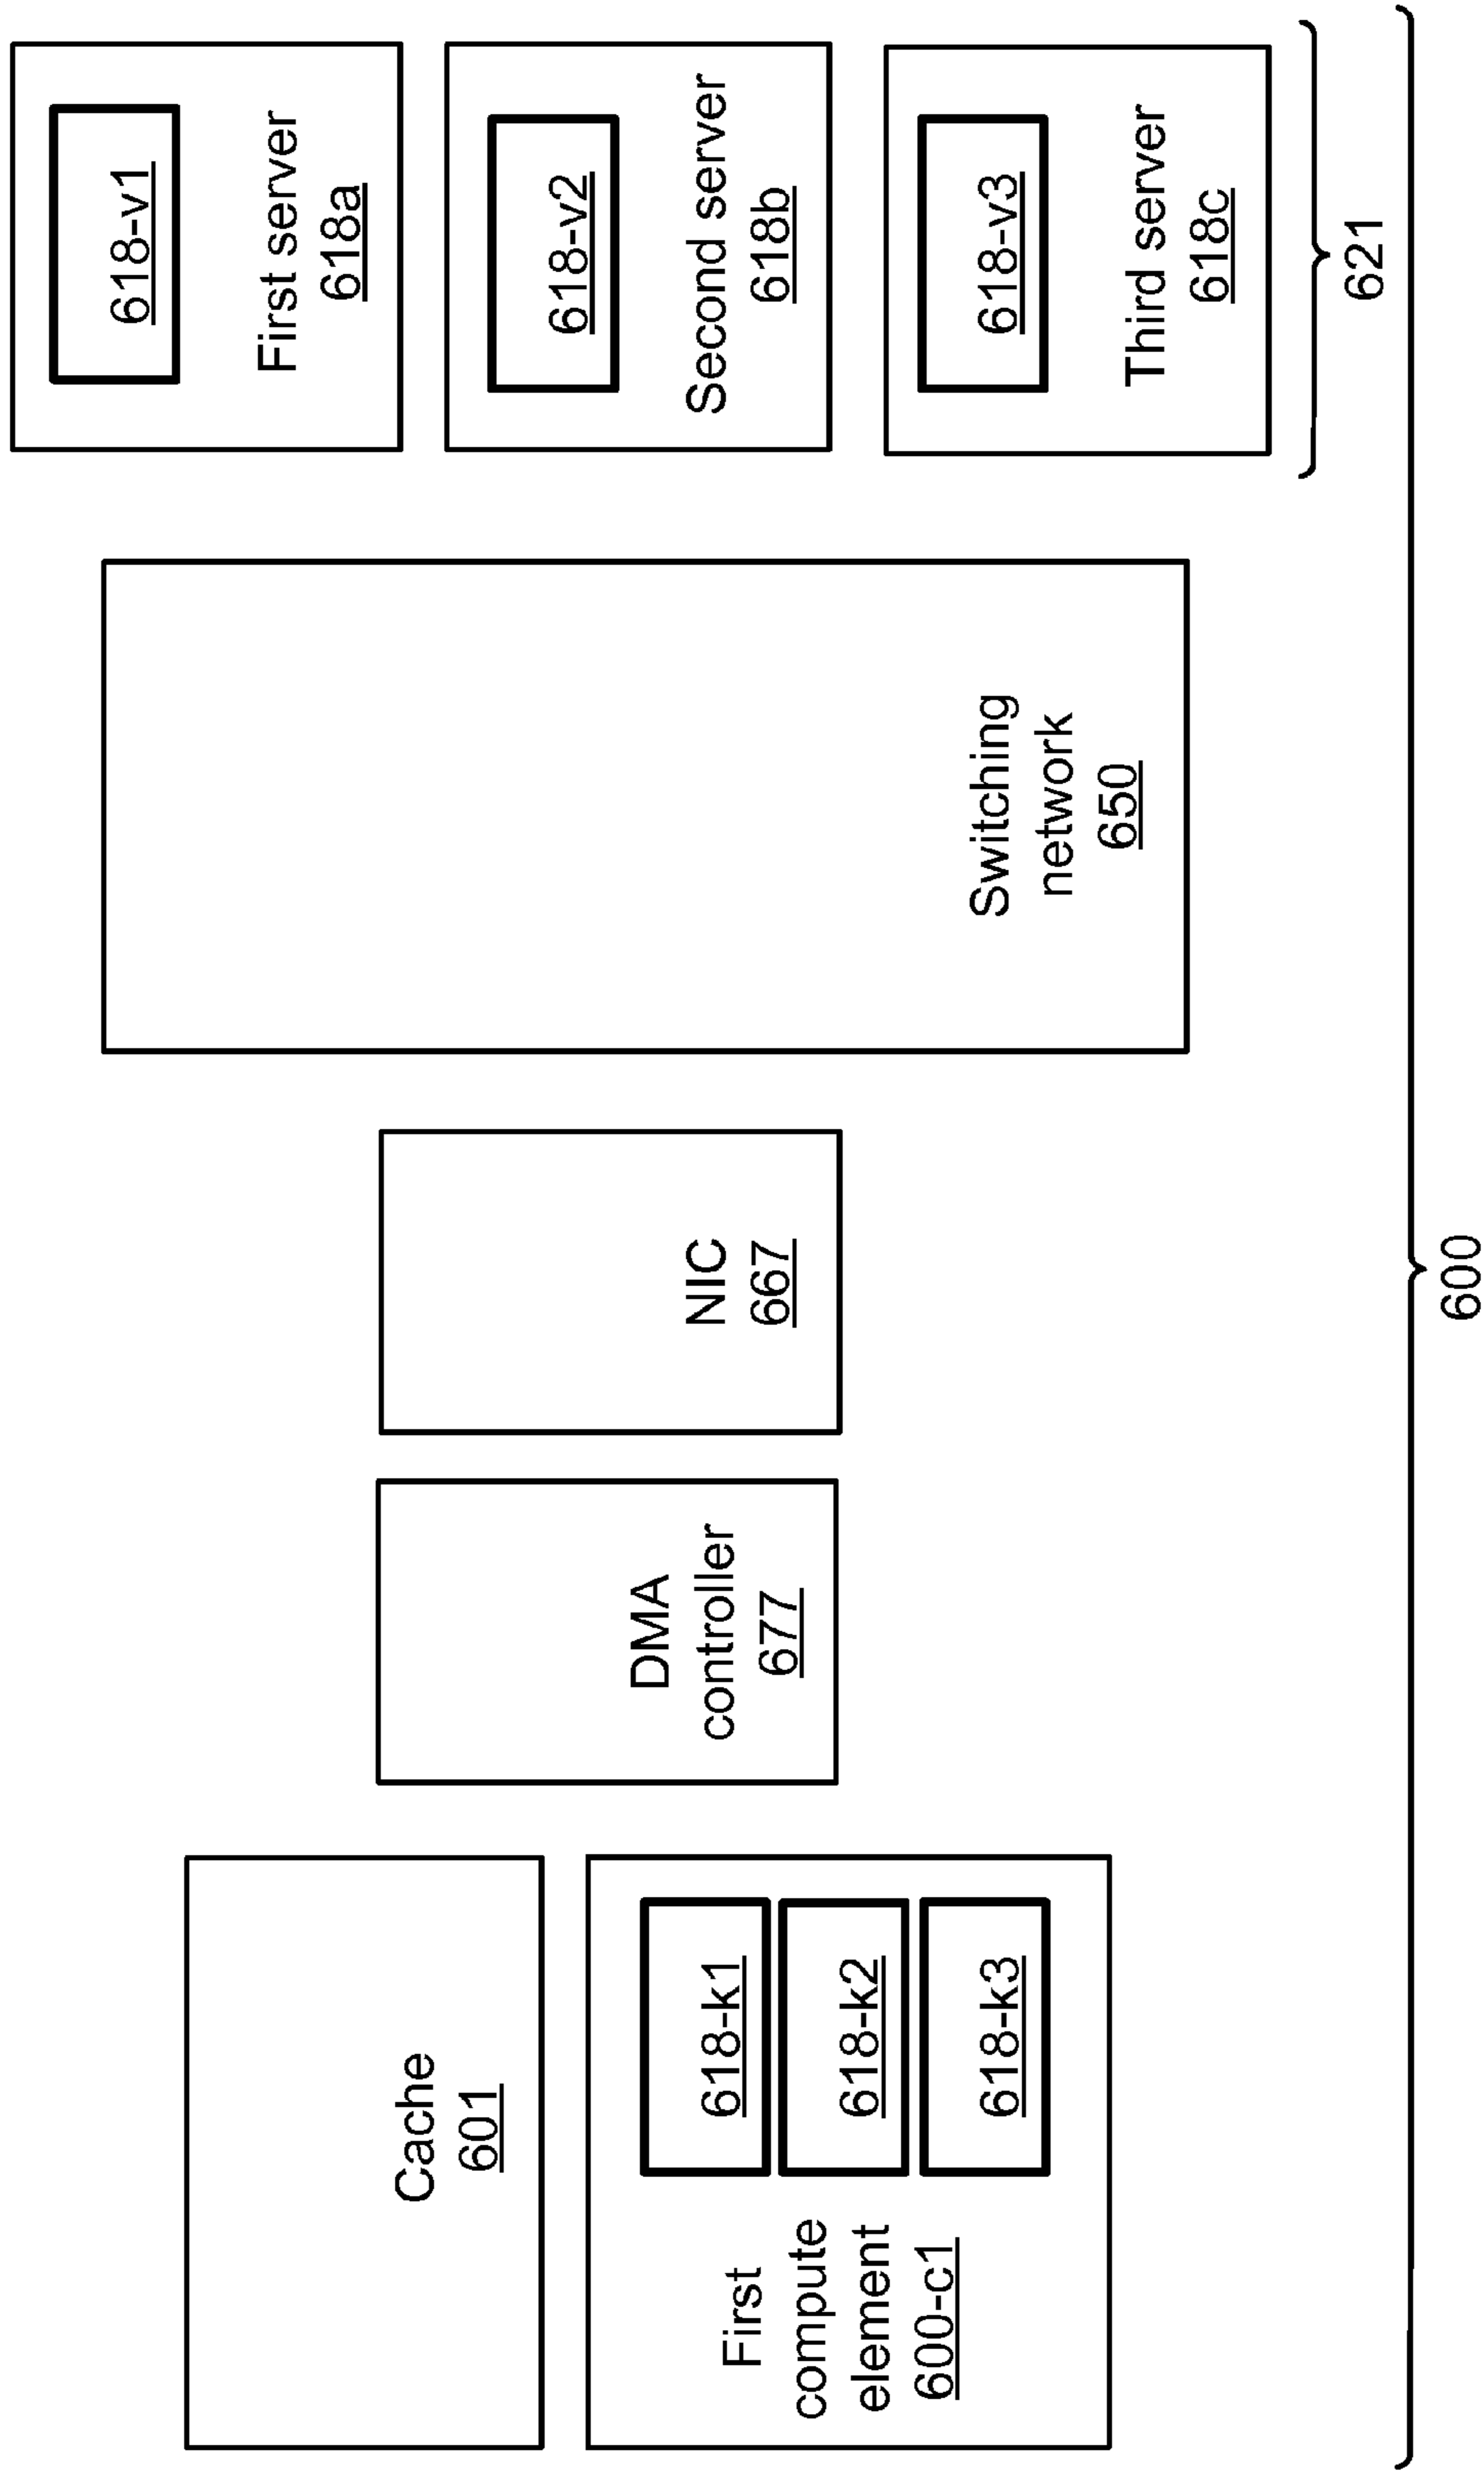 Cache
601
First
compute
element
600-c1
618-k1
618-k2
618-k3
DMA
controller
677
NIC
667
Switching
network
650
618-v1
First server
618a
618-v2
Second server
618b
618-v3
Third server
618c
621
600